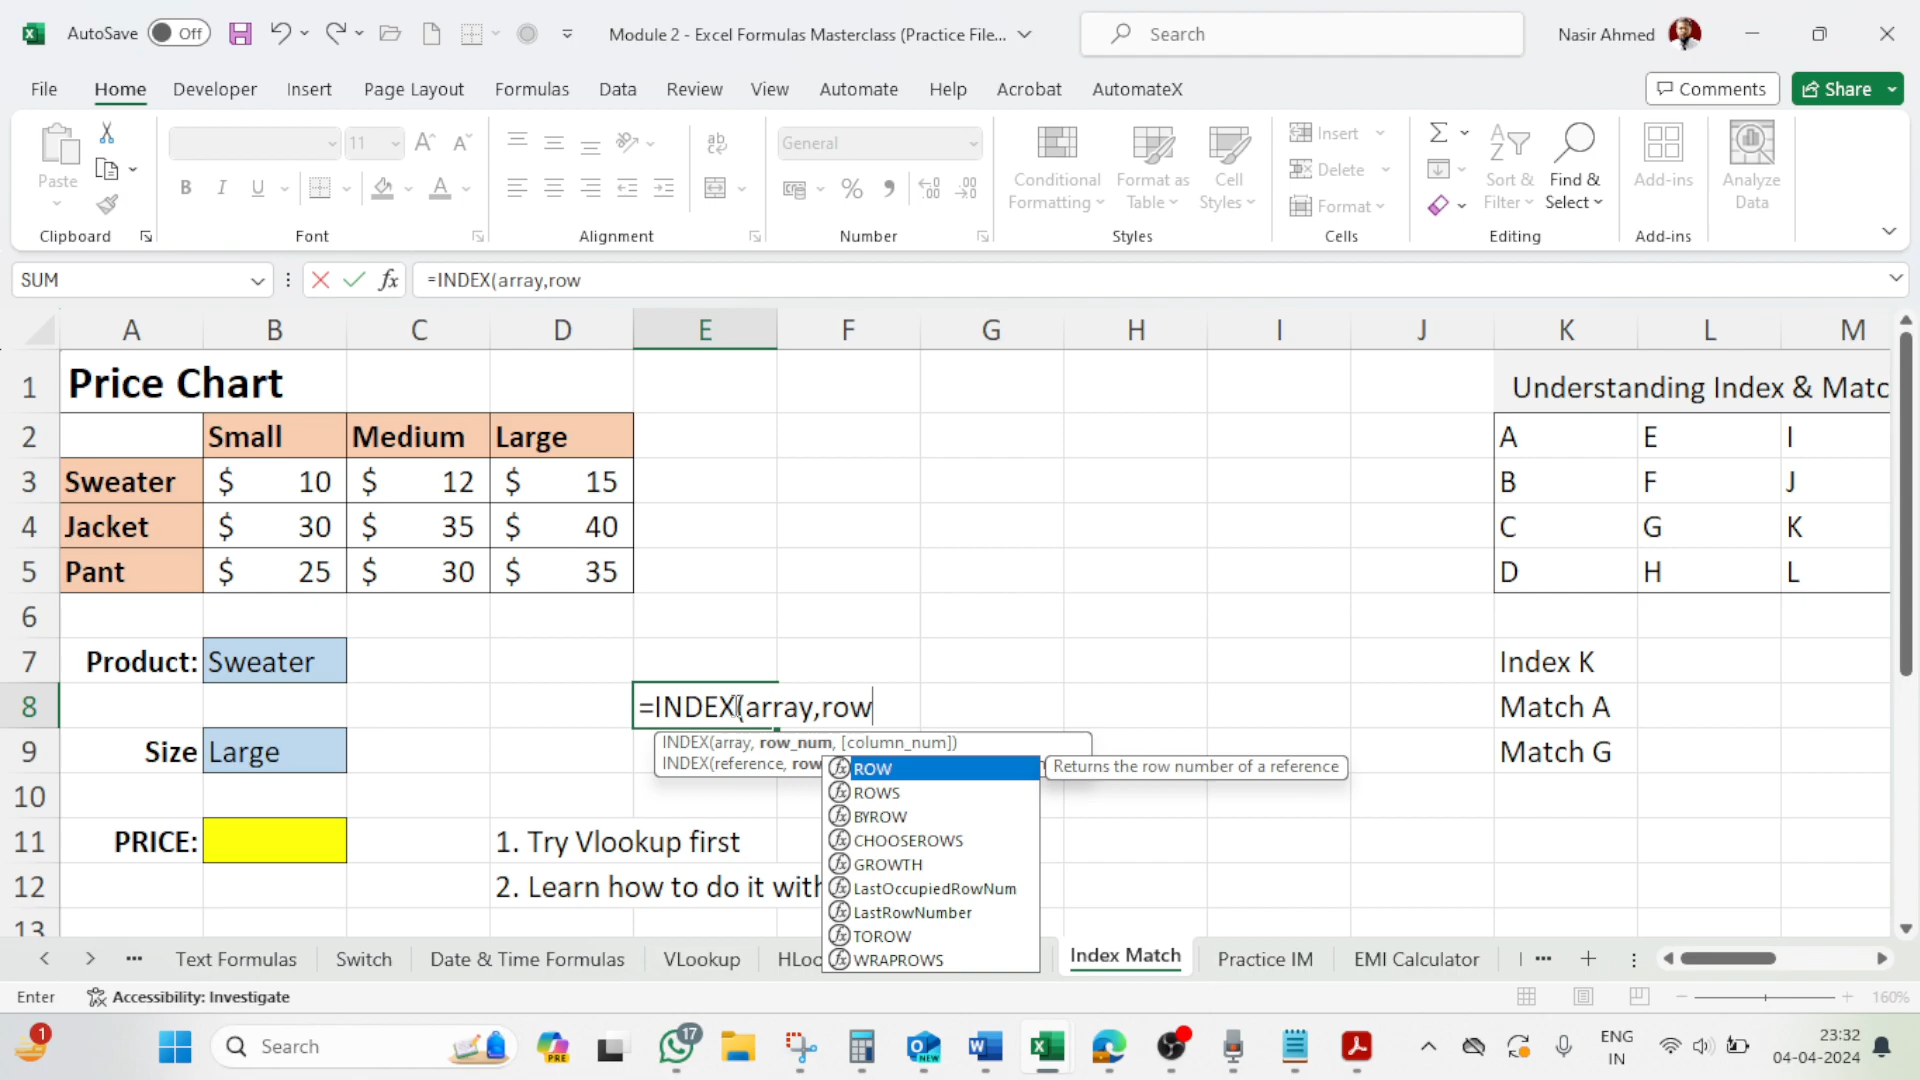 AutoSave Off Module 2 - Excel Formulas Masterclass (Practice File... Search Nasir Ahmed
File Home Developer Insert Page Layout Formulas Data Review View Automate Help Acrobat AutomateX Comments Share
Paste 11 General Conditional Formatting Format as Table Cell Styles Insert Delete Format Sort & Filter Find & Select Add-ins Analyze Data
Clipboard Font Alignment Number Styles Cells Editing Add-ins
SUM fx =INDEX(array,row
A B C D E F G H I J K L M
1 Price Chart Understanding Index & Matc
2 Small Medium Large A E I
3 Sweater $ 10 $ 12 $ 15 B F J
4 Jacket $ 30 $ 35 $ 40 C G K
5 Pant $ 25 $ 30 $ 35 D H L
6
7 Product: Sweater Index K
8 =INDEX(array,row Match A
INDEX(array, row_num, [column_num])
9 Size Large Match G
INDEX(reference, row
ROW Returns the row number of a reference
ROWS
10
BYROW
11 PRICE: 1. Try Vlookup first
CHOOSEROWS
GROWTH
12 2. Learn how to do it with
LastOccupiedRowNum
LastRowNumber
13
TOROW
WRAPROWS
Text Formulas Switch Date & Time Formulas VLookup HLoo Index Match Practice IM EMI Calculator
Enter Accessibility: Investigate 160%
1 Search PRE 17 NEW ENG IN 23:32 04-04-2024